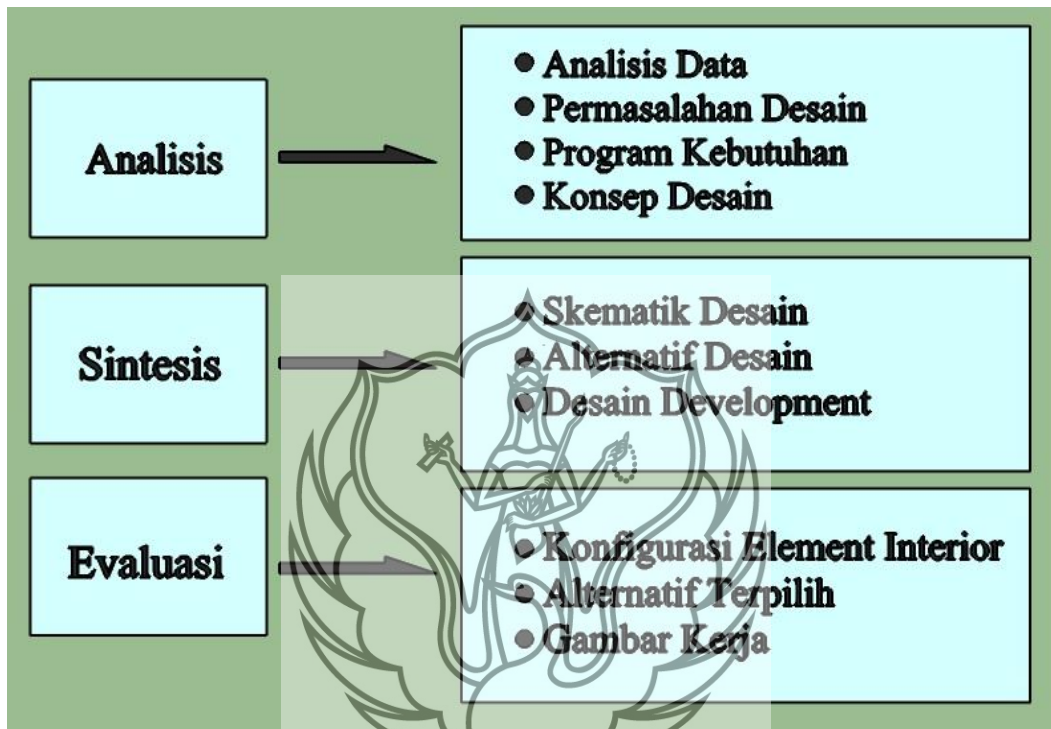 Analisis
● Analisis Data
● Permasalahan Desain
● Program Kebutuhan
● Konsep Desain
Sintesis
● Skematik Desain
● Alternatif Desain
● Desain Development
Evaluasi
● Konfigurasi Element Interior
● Alternatif Terpilih
● Gambar Kerja